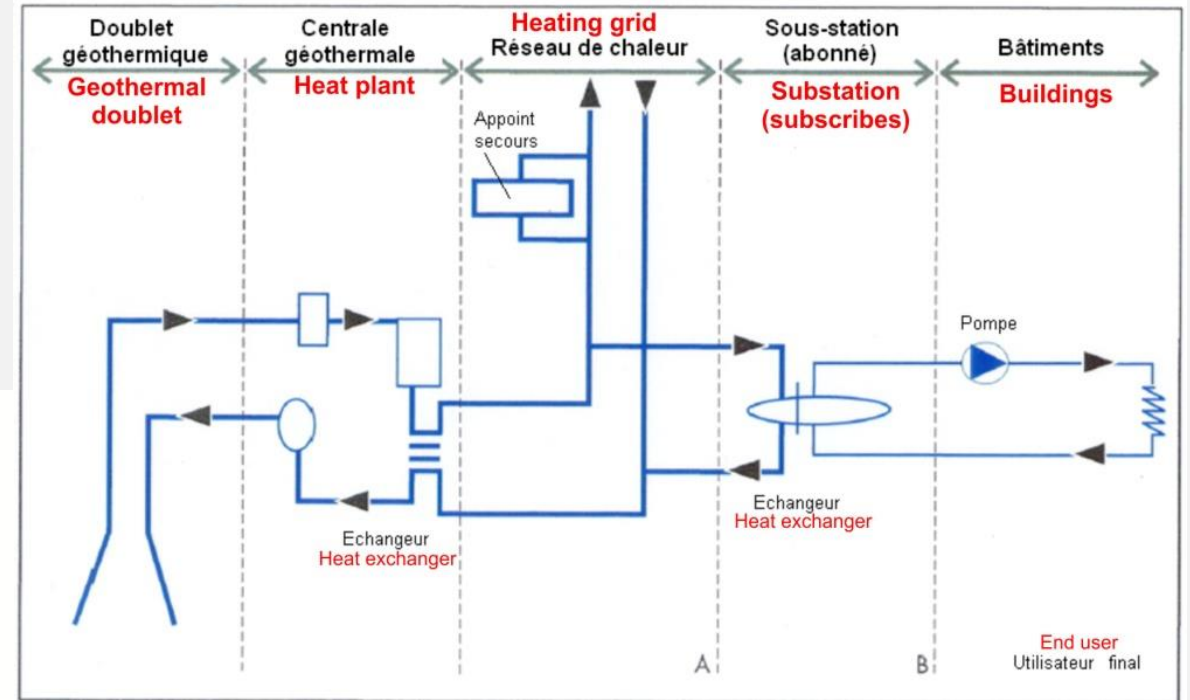 Doublet
géothermique
Geothermal
doublet
Centrale
géothermale
Heat plant
Heating grid
Réseau de chaleur
Sous-station
(abonné)
Substation
(subscribes)
Bâtiments
Buildings
Appoint
secours
Pompe
Echangeur
Heat exchanger
Echangeur
Heat exchanger
A
B
End user
Utilisateur final